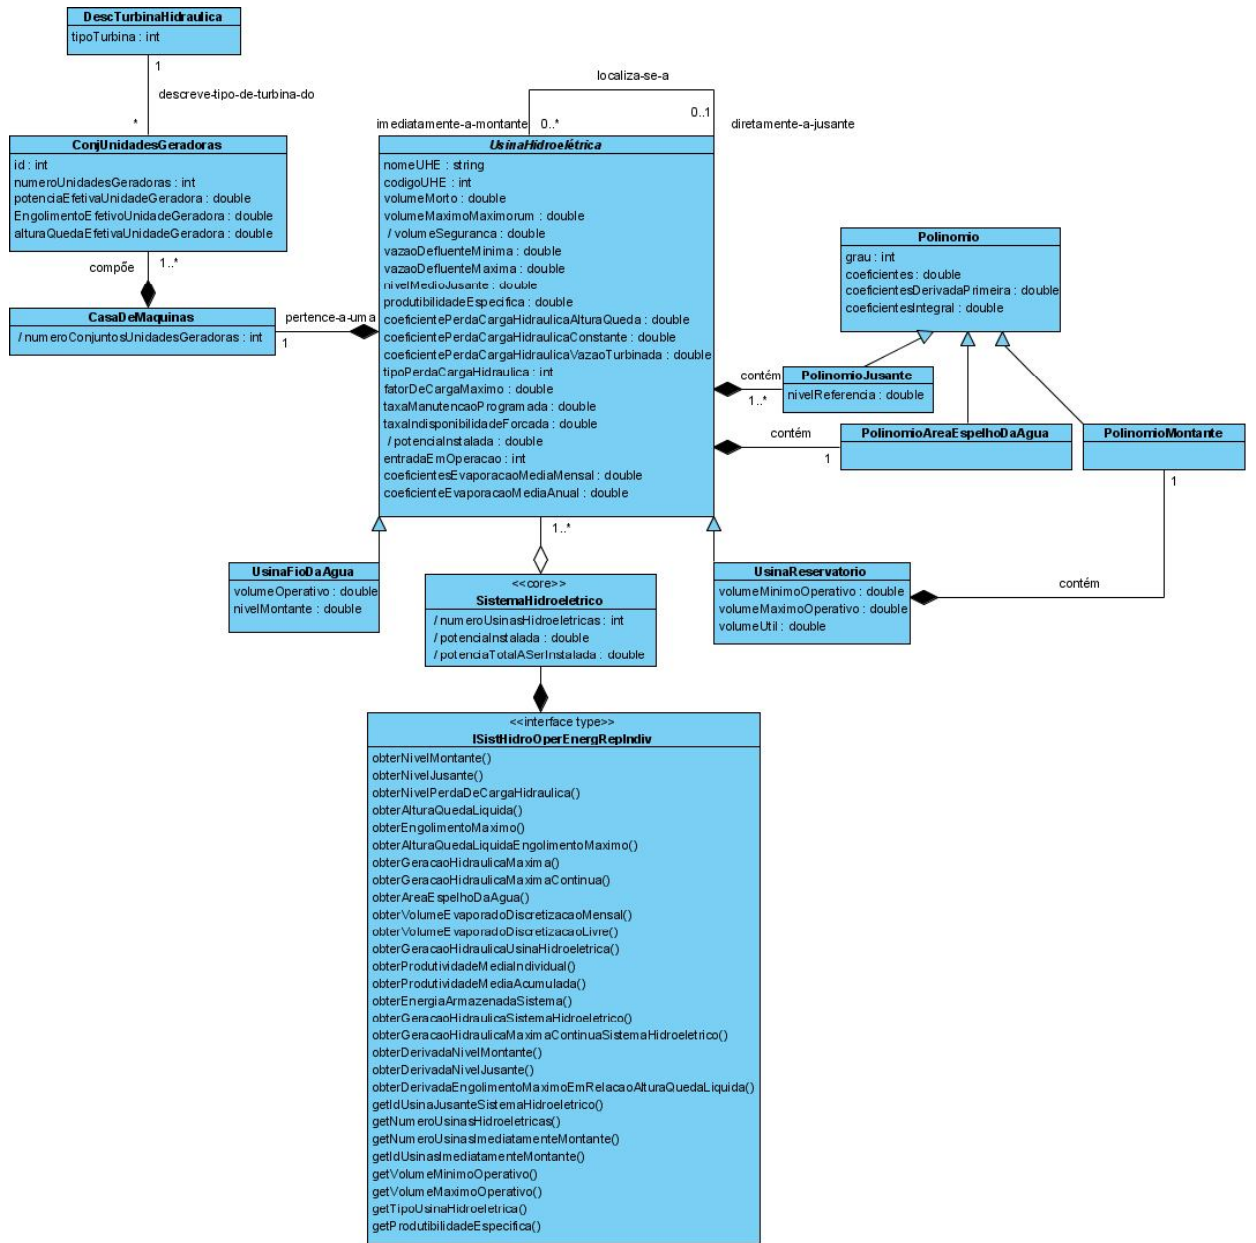 DescTurbinaHidraulica
tipoTurbina : int
1
descreve-tipo-de-turbina-do
*
ConjUnidadesGeradoras
id : int
numeroUnidadesGeradoras : int
potenciaEfetivaUnidadeGeradora : double
EngolimentoEfetivoUnidadeGeradora : double
alturaQuedaEfetivaUnidadeGeradora : double
compõe
1..*
CasaDeMaquinas
/ numeroConjuntosUnidadesGeradoras : int
pertence-a-uma
1
localiza-se-a
0..1
imediatamente-a-montante
0..*
diretamente-a-jusante
UsinaHidroelétrica
nomeUHE : string
codigoUHE : int
volumeMorto : double
volumeMaximoMaximorum : double
/ volumeSeguranca : double
vazaoDefluenteMinima : double
vazaoDefluenteMaxima : double
nivelMedioJusante : double
produtibilidadeEspecifica : double
coeficientePerdaCargaHidraulicaAlturaQueda : double
coeficientePerdaCargaHidraulicaConstante : double
coeficientePerdaCargaHidraulicaVazaoTurbinada : double
tipoPerdaCargaHidraulica : int
fatorDeCargaMaximo : double
taxaManutencaoProgramada : double
taxaIndisponibilidadeForcada : double
/ potenciaInstalada : double
entradaEmOperacao : int
coeficientesEvaporacaoMediaMensal : double
coeficienteEvaporacaoMediaAnual : double
Polinomio
grau : int
coeficientes : double
coeficientesDerivadaPrimeira : double
coeficientesIntegral : double
contém
1..*
PolinomioJusante
nivelReferencia : double
contém
1
PolinomioAreaEspelhoDaAgua
PolinomioMontante
1
UsinaFioDaAgua
volumeOperativo : double
nivelMontante : double
1..*
<<core>>
SistemaHidroeletrico
/ numeroUsinasHidroeletricas : int
/ potenciaInstalada : double
/ potenciaTotalASerInstalada : double
UsinaReservatorio
volumeMinimoOperativo : double
volumeMaximoOperativo : double
volumeUtil : double
contém
<<interface type>>
ISistHidroOperEnergRepIndiv
obterNivelMontante()
obterNivelJusante()
obterNivelPerdaDeCargaHidraulica()
obterAlturaQuedaLiquida()
obterEngolimentoMaximo()
obterAlturaQuedaLiquidaEngolimentoMaximo()
obterGeracaoHidraulicaMaxima()
obterGeracaoHidraulicaMaximaContinua()
obterAreaEspelhoDaAgua()
obterVolumeEvaporadoDiscretizacaoMensal()
obterVolumeEvaporadoDiscretizacaoLivre()
obterGeracaoHidraulicaUsinaHidroeletrica()
obterProdutividadeMediaIndividual()
obterProdutividadeMediaAcumulada()
obterEnergiaArmazenadaSistema()
obterGeracaoHidraulicaSistemaHidroeletrico()
obterGeracaoHidraulicaMaximaContinuaSistemaHidroeletrico()
obterDerivadaNivelMontante()
obterDerivadaNivelJusante()
obterDerivadaEngolimentoMaximoEmRelacaoAlturaQuedaLiquida()
getIdUsinaJusanteSistemaHidroeletrico()
getNumeroUsinasHidroeletricas()
getNumeroUsinasImediatamenteMontante()
getIdUsinasImediatamenteMontante()
getVolumeMinimoOperativo()
getVolumeMaximoOperativo()
getTipoUsinaHidroeletrica()
getProdutibilidadeEspecifica()